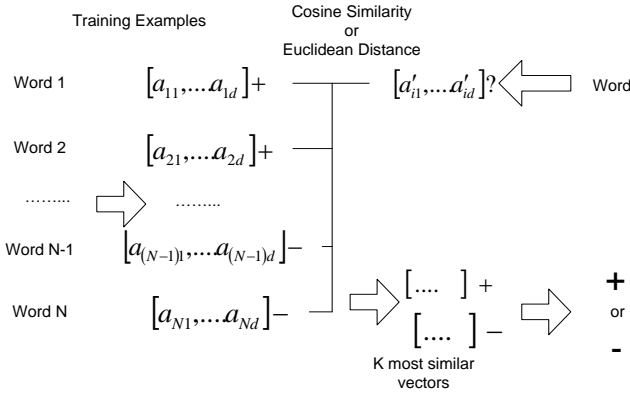 Training Examples
Cosine Similarity
or
Euclidean Distance
Word 1 [a₁₁,....a₁d]+ [a′ᵢ₁,....a′ᵢd]? Word
Word 2 [a₂₁,....a₂d]+
........... .........
Word N-1 ⌊a₍N−1₎₁,....a₍N−1₎d⌋−
Word N [aN₁,....aNd]−
[.... ] +
[.... ] −
K most similar
vectors
+
or
-